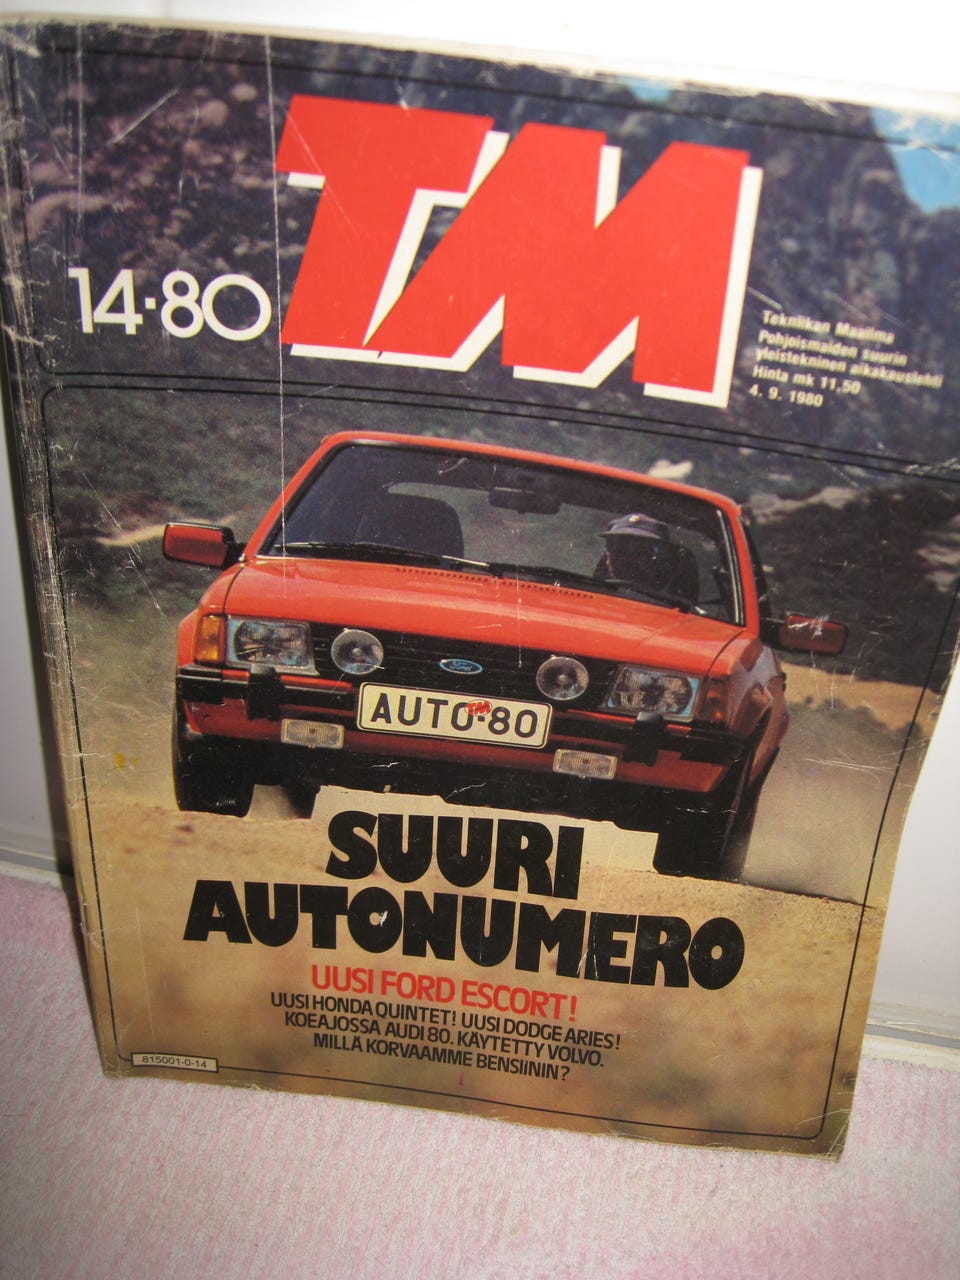 TM
14·80
Tekniikan Maailma
Pohjoismaiden suurin
yleistekninen aikakauslehti
Hinta mk 11,50
4. 9. 1980
Ford
AUTO TM 80
SUURI
AUTONUMERO
UUSI FORD ESCORT!
UUSI HONDA QUINTET! UUSI DODGE ARIES!
KOEAJOSSA AUDI 80. KÄYTETTY VOLVO.
MILLÄ KORVAAMME BENSIININ?
815001-0-14